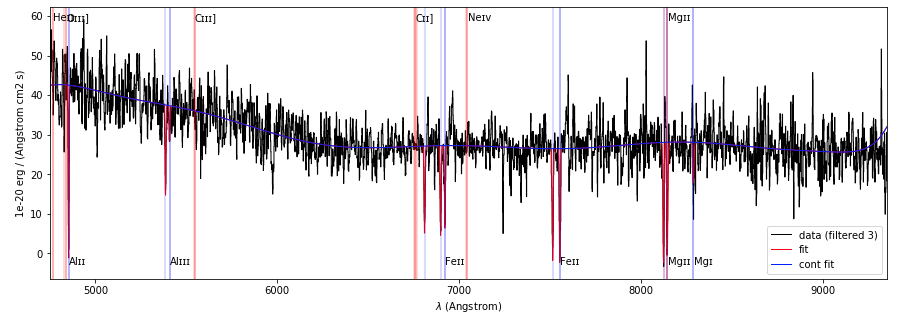 60
50
40
30
20
10
0
1e-20 erg / (Angstrom cm2 s)
HeII
OIII]
CIII]
CII]
NeIV
MgII
AlII
AlIII
FeII
FeII
MgII
MgI
data (filtered 3)
fit
cont fit
5000
6000
7000
8000
9000
λ (Angstrom)